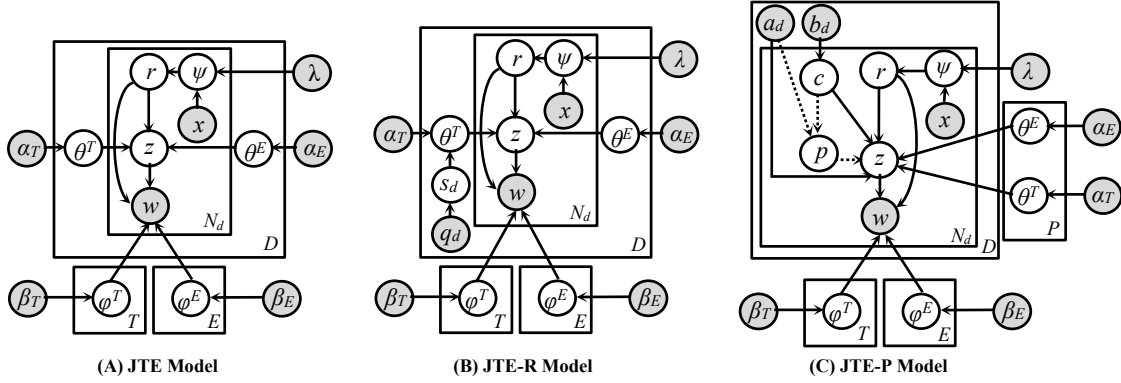 r ψ λ
x
α_T θ^T z θ^E α_E
w
N_d
D
β_T φ^T T φ^E E β_E
(A) JTE Model
r ψ λ
x
α_T θ^T z θ^E α_E
s_d
w
q_d N_d
D
β_T φ^T T φ^E E β_E
(B) JTE-R Model
a_d b_d
c r ψ λ
x
θ^E α_E
p z
θ^T α_T
w
N_d D P
β_T φ^T T φ^E E β_E
(C) JTE-P Model